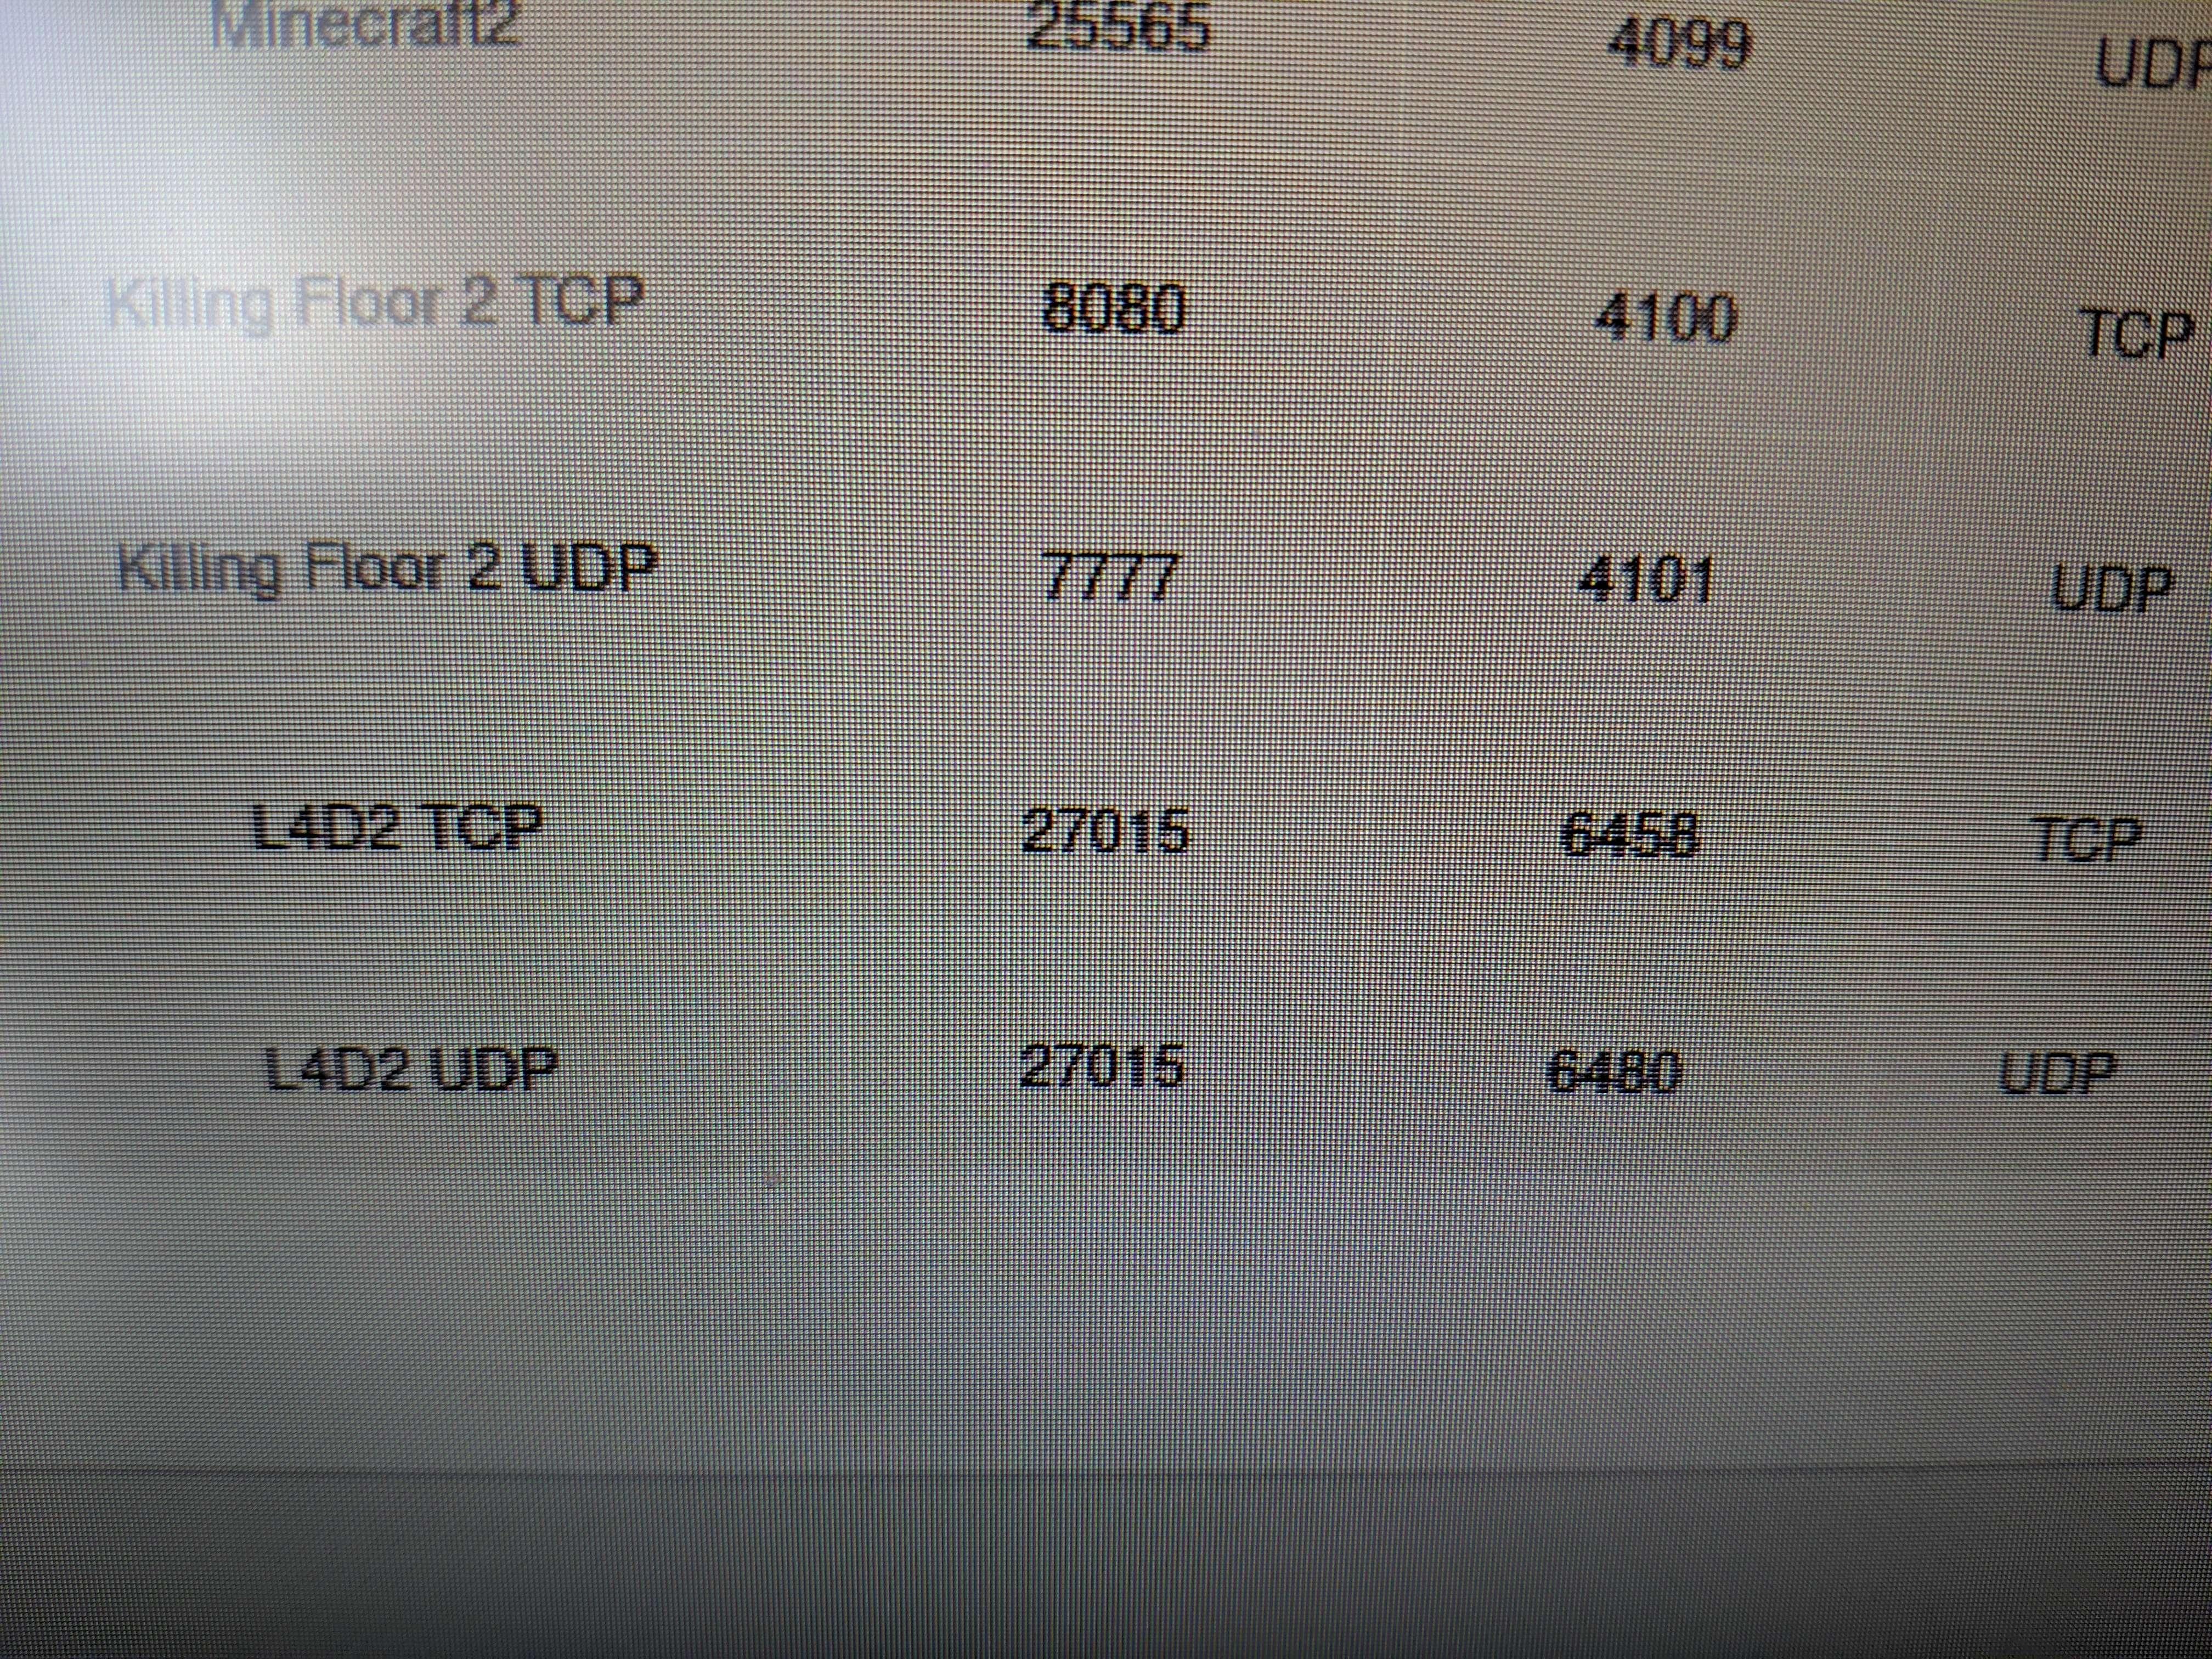 Minecraft2 25565 4099 UDP
Killing Floor 2 TCP 8080 4100 TCP
Killing Floor 2 UDP 7777 4101 UDP
L4D2 TCP 27015 6458 TCP
L4D2 UDP 27015 6480 UDP